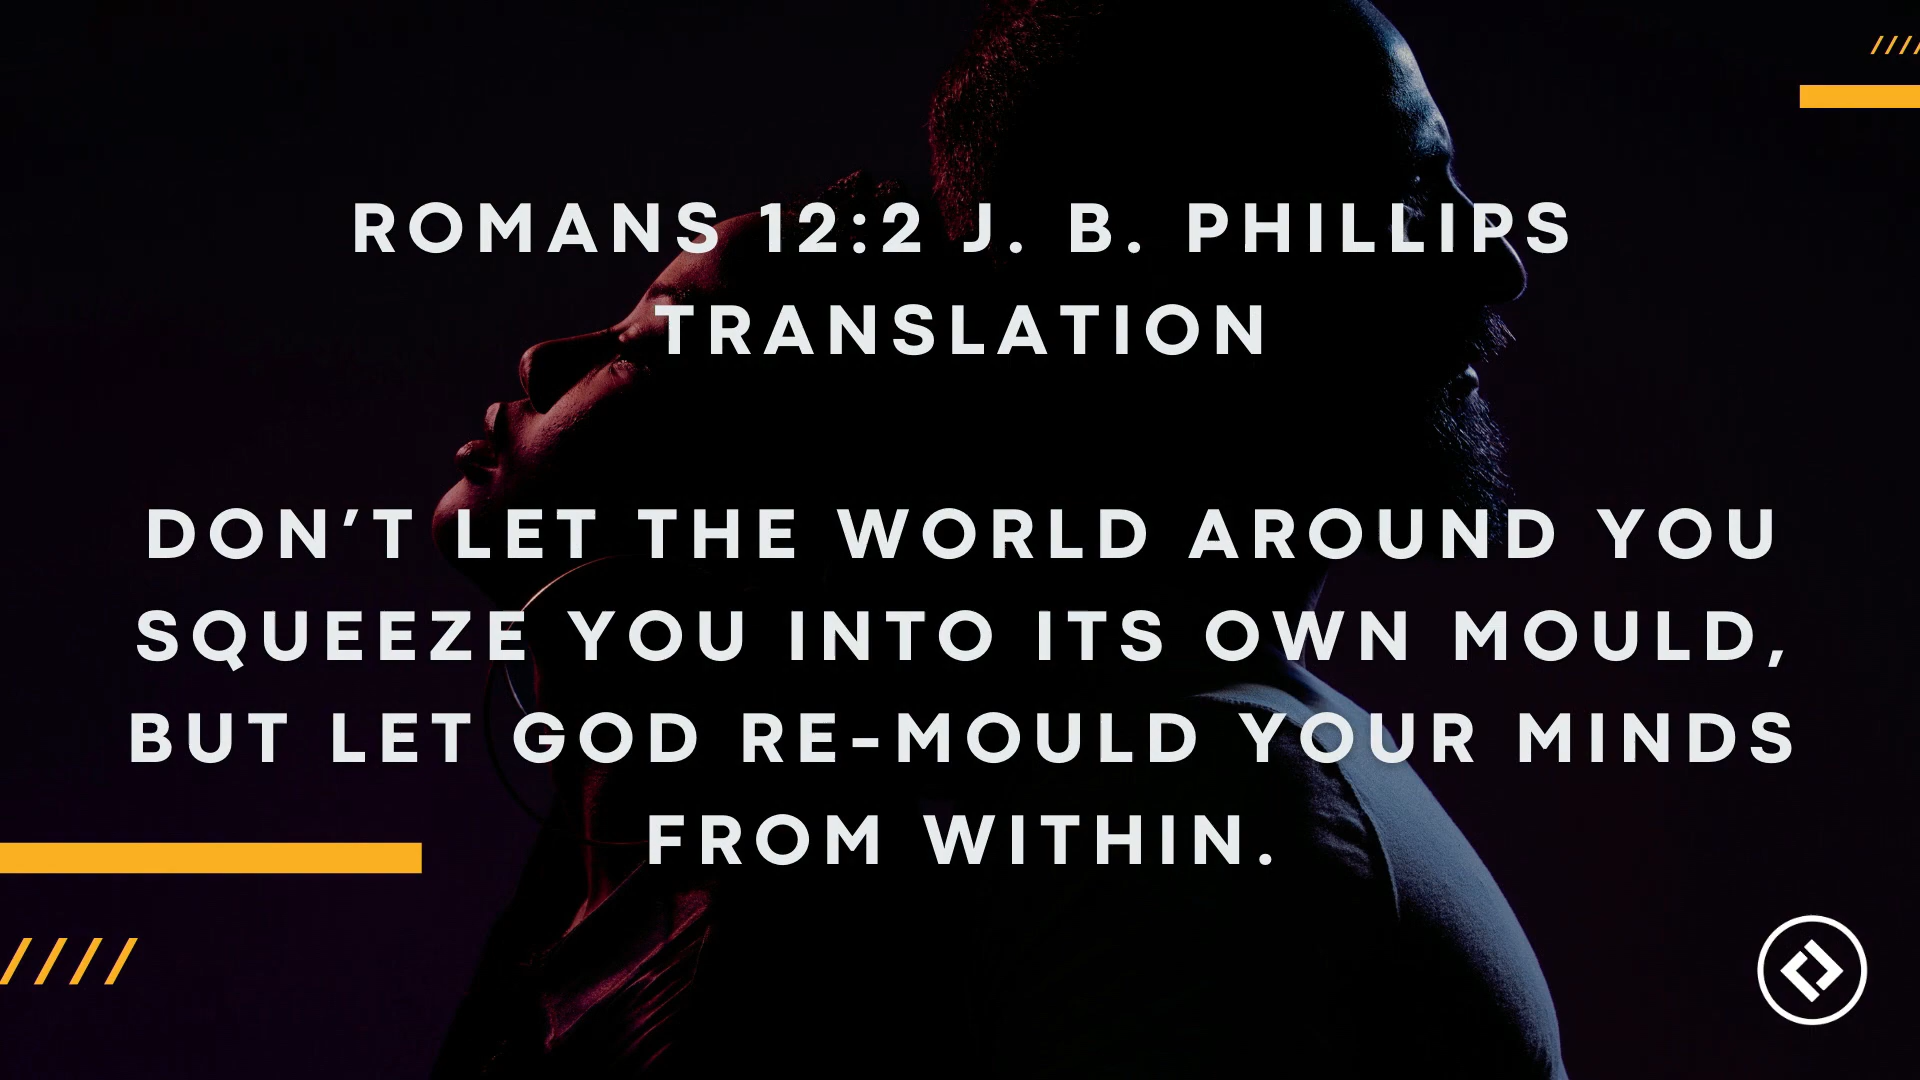 ROMANS 12:2 J. B. PHILLIPS
TRANSLATION
DON’T LET THE WORLD AROUND YOU
SQUEEZE YOU INTO ITS OWN MOULD,
BUT LET GOD RE-MOULD YOUR MINDS
FROM WITHIN.